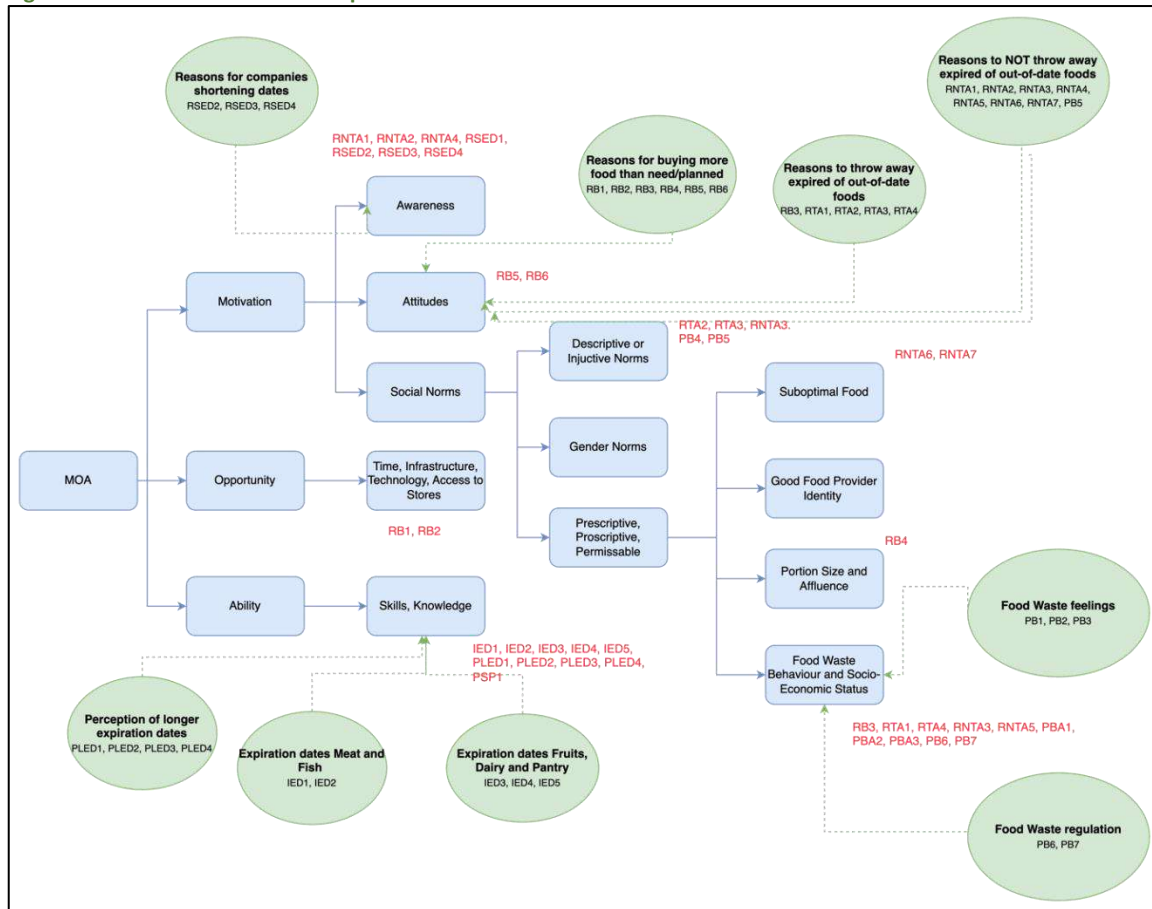 Reasons for companies
shortening dates
RSED2, RSED3, RSED4
Reasons to NOT throw away
expired of out-of-date foods
RNTA1, RNTA2, RNTA3, RNTA4,
RNTA5, RNTA6, RNTA7, PB5
RNTA1, RNTA2, RNTA4, RSED1,
RSED2, RSED3, RSED4
Reasons for buying more
food than need/planned
RB1, RB2, RB3, RB4, RB5, RB6
Reasons to throw away
expired of out-of-date
foods
RB3, RTA1, RTA2, RTA3, RTA4
Awareness
RB5, RB6
Motivation
Attitudes
RTA2, RTA3, RNTA3.
PB4, PB5
Descriptive or
Injuctive Norms
RNTA6, RNTA7
Social Norms
Suboptimal Food
Gender Norms
MOA
Opportunity
Time, Infrastructure,
Technology, Access to
Stores
Good Food Provider
Identity
RB1, RB2
Prescriptive,
Proscriptive,
Permissable
RB4
Portion Size and
Affluence
Ability
Skills, Knowledge
Food Waste feelings
PB1, PB2, PB3
IED1, IED2, IED3, IED4, IED5,
PLED1, PLED2, PLED3, PLED4,
PSP1
Food Waste
Behaviour and Socio-
Economic Status
Perception of longer
expiration dates
PLED1, PLED2, PLED3, PLED4
Expiration dates Meat and
Fish
IED1, IED2
Expiration dates Fruits,
Dairy and Pantry
IED3, IED4, IED5
RB3, RTA1, RTA4, RNTA3, RNTA5, PBA1,
PBA2, PBA3, PB6, PB7
Food Waste regulation
PB6, PB7